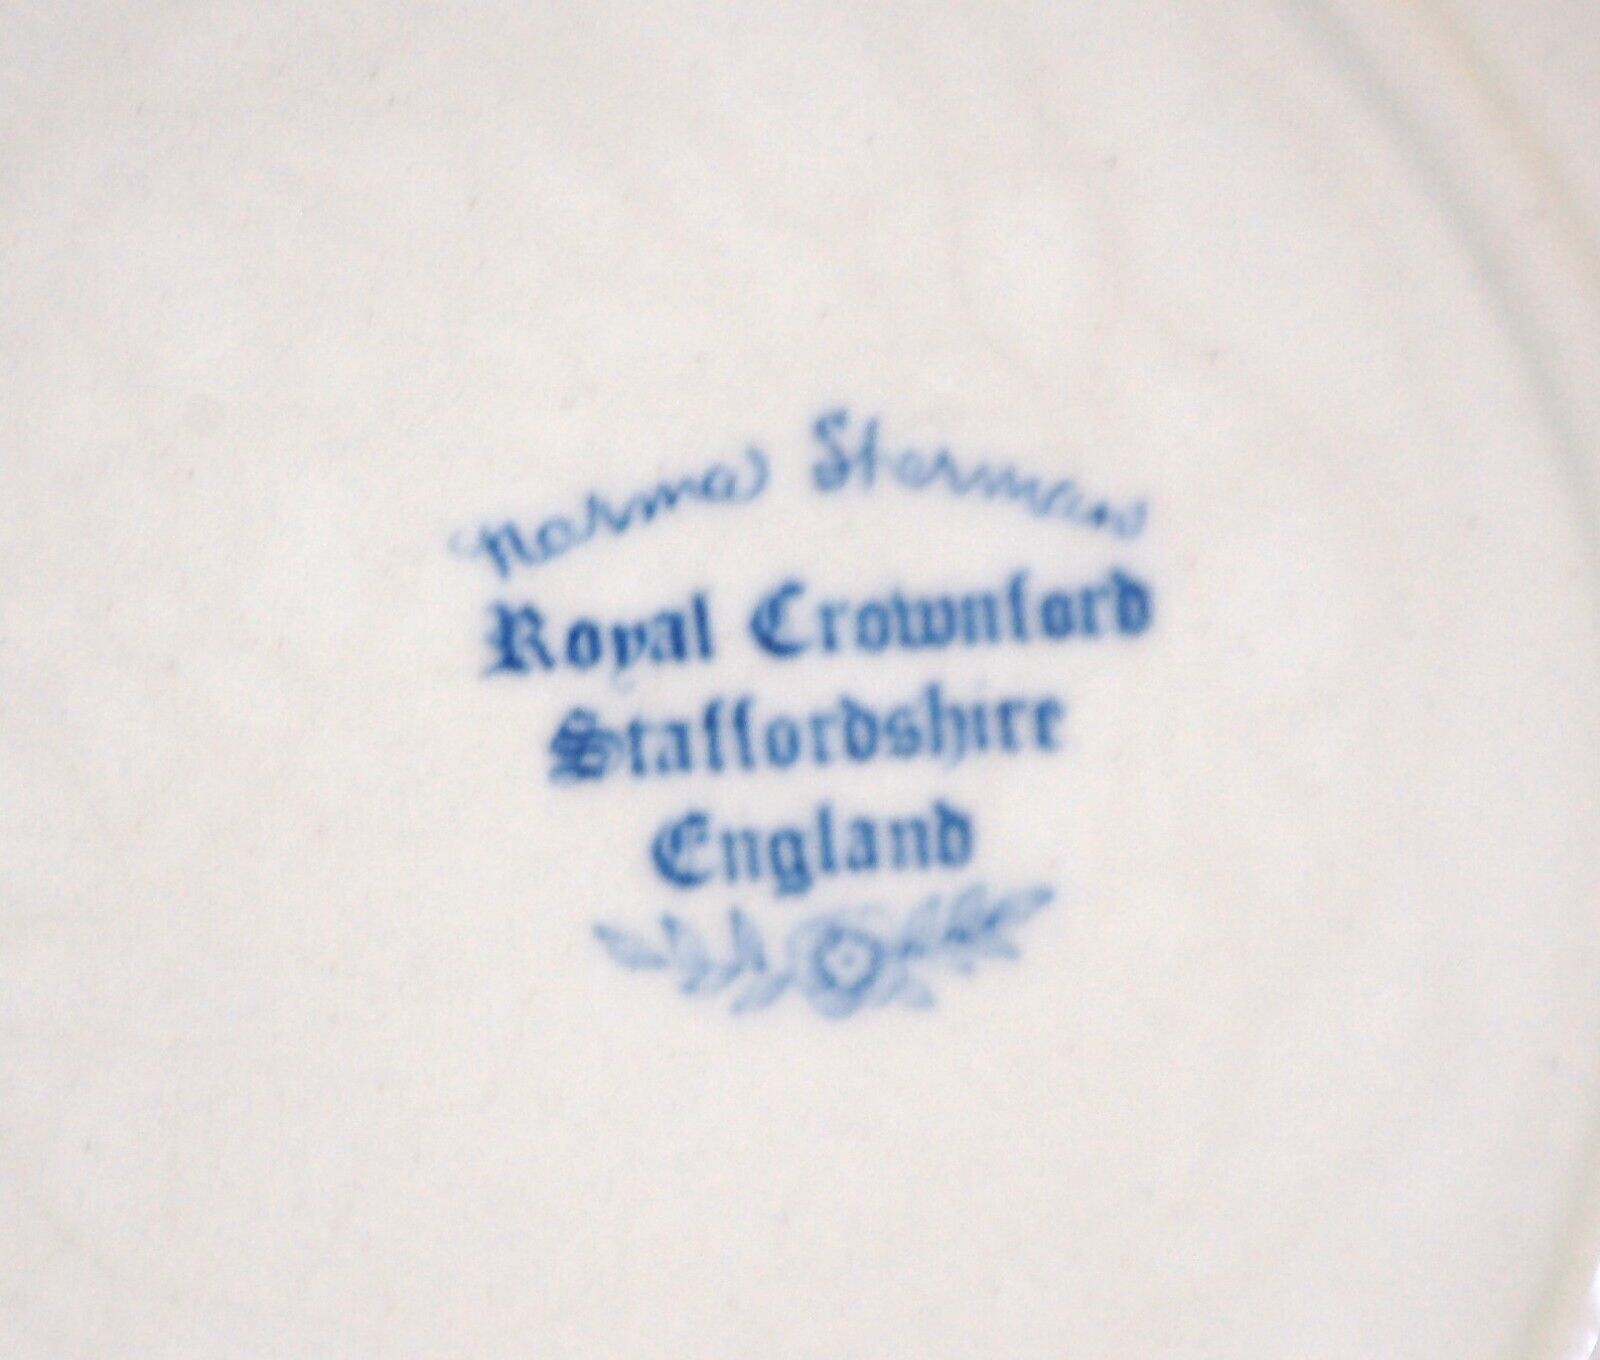 Norma Sherman
Royal Crownford
Staffordshire
England